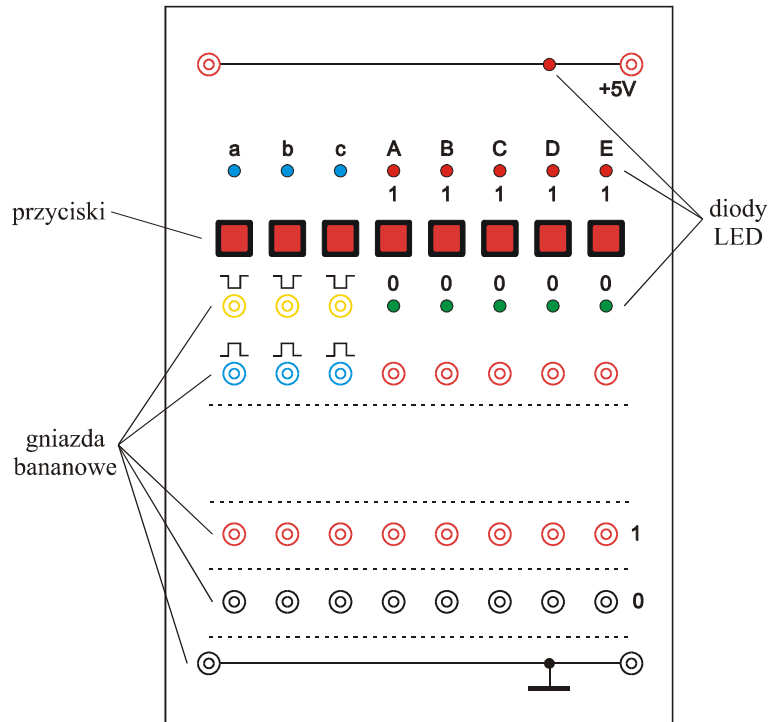 +5V
a b c A B C D E
1 1 1 1 1
przyciski
diody
LED
0 0 0 0 0
gniazda
bananowe
1
0